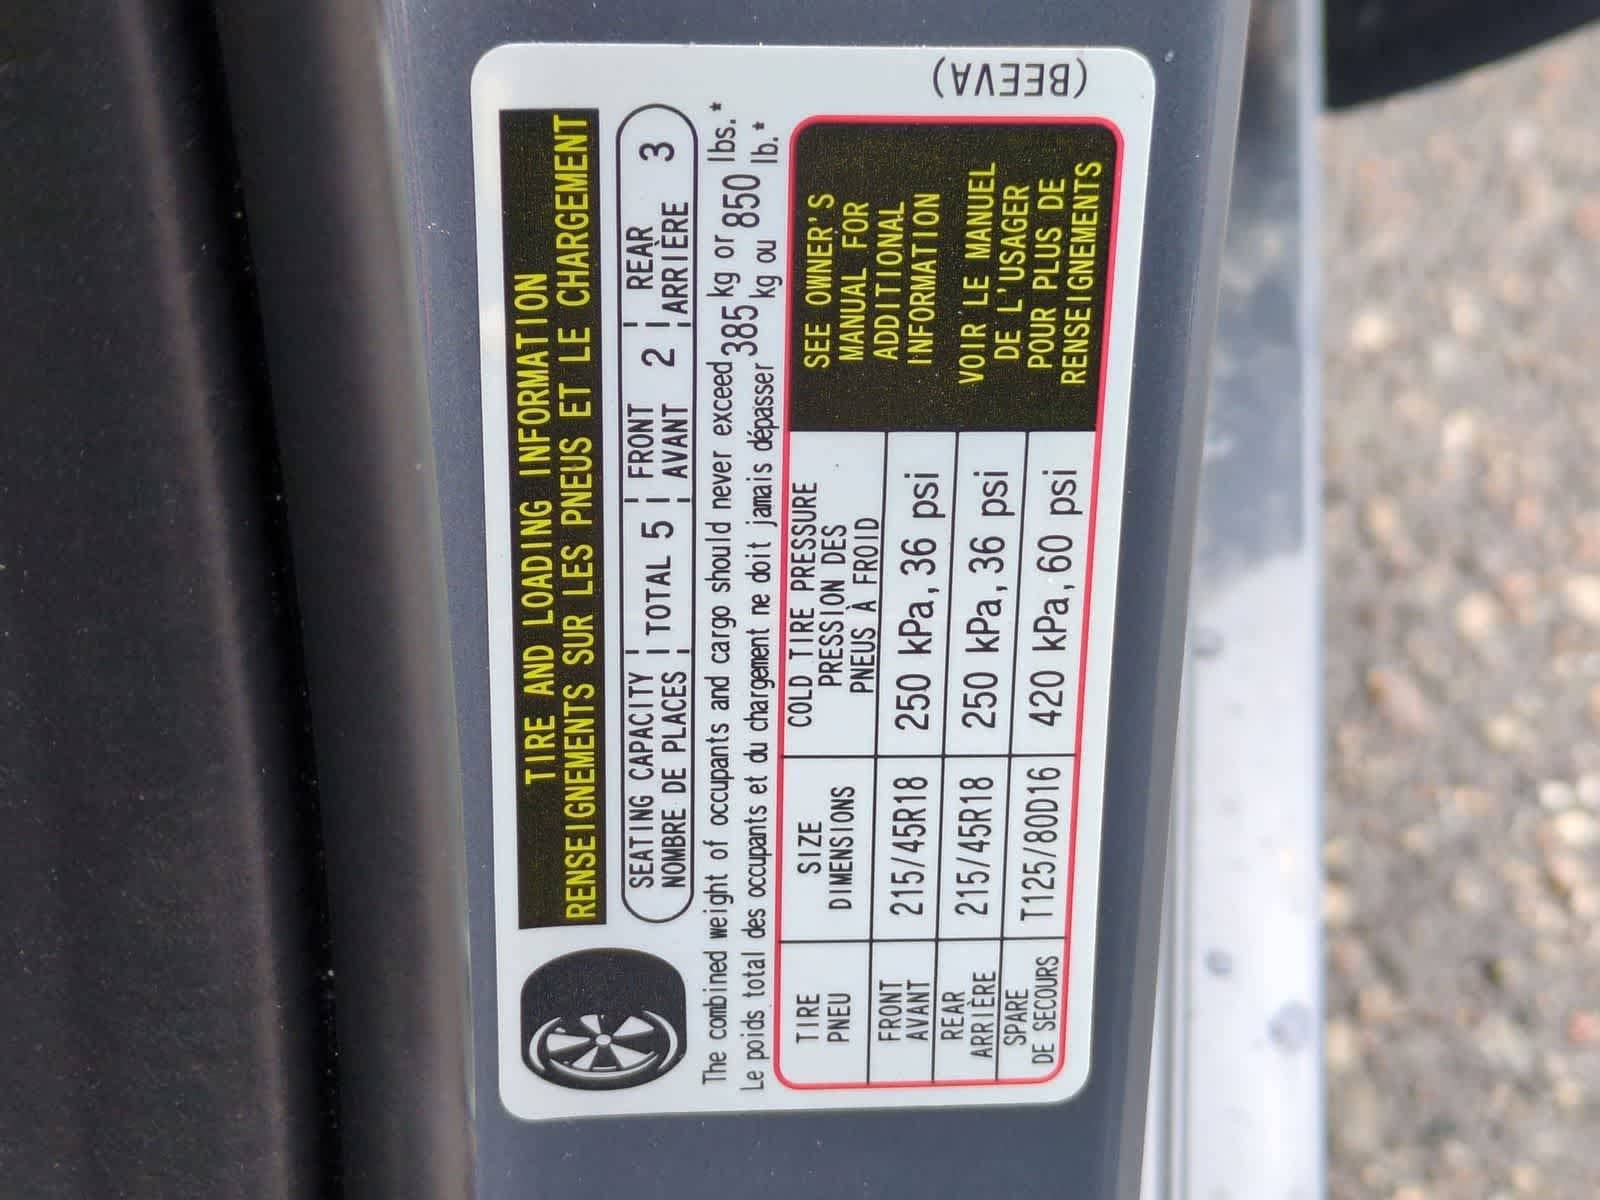 TIRE AND LOADING INFORMATION
RENSEIGNEMENTS SUR LES PNEUS ET LE CHARGEMENT
SEATING CAPACITY | TOTAL 5 | FRONT 2 | REAR 3
NOMBRE DE PLACES | AVANT | ARRIÈRE
The combined weight of occupants and cargo should never exceed 385 kg or 850 lbs.*
Le poids total des occupants et du chargement ne doit jamais dépasser 385 kg ou 850 lb.*
TIRE
PNEU
SIZE
DIMENSIONS
COLD TIRE PRESSURE
PRESSION DES
PNEUS À FROID
FRONT
AVANT
215/45R18
250 kPa, 36 psi
REAR
ARRIÈRE
215/45R18
250 kPa, 36 psi
SPARE
DE SECOURS
T125/80D16
420 kPa, 60 psi
SEE OWNER'S
MANUAL FOR
ADDITIONAL
INFORMATION
VOIR LE MANUEL
DE L'USAGER
POUR PLUS DE
RENSEIGNEMENTS
(BEEVA)